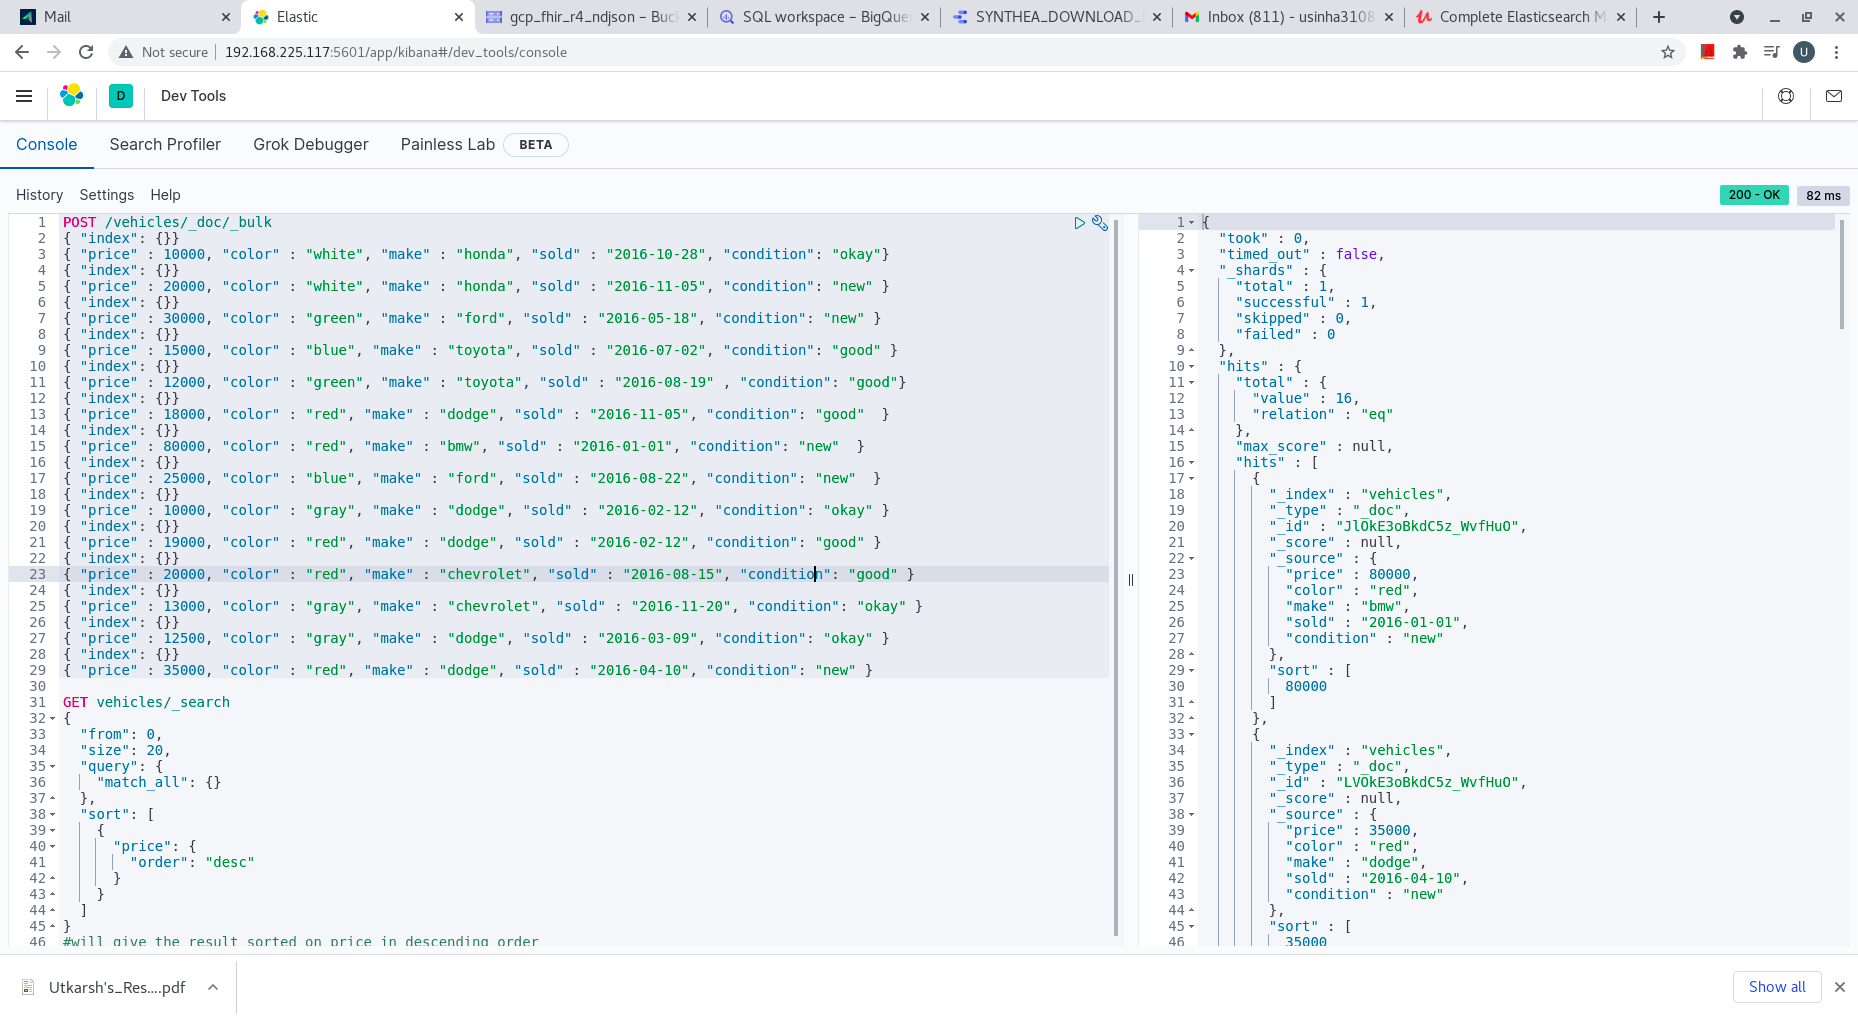 Mail
Elastic
gcp_fhir_r4_ndjson – Buc
SQL workspace – BigQue
SYNTHEA_DOWNLOAD_
Inbox (811) – usinha3108
Complete Elasticsearch M
Not secure
192.168.225.117:5601/app/kibana#/dev_tools/console
U
D
Dev Tools
Console
Search Profiler
Grok Debugger
Painless Lab
BETA
History
Settings
Help
200 - OK
82 ms
1 POST /vehicles/_doc/_bulk
2 { "index": {}}
3 { "price" : 10000, "color" : "white", "make" : "honda", "sold" : "2016-10-28", "condition": "okay"}
4 { "index": {}}
5 { "price" : 20000, "color" : "white", "make" : "honda", "sold" : "2016-11-05", "condition": "new" }
6 { "index": {}}
7 { "price" : 30000, "color" : "green", "make" : "ford", "sold" : "2016-05-18", "condition": "new" }
8 { "index": {}}
9 { "price" : 15000, "color" : "blue", "make" : "toyota", "sold" : "2016-07-02", "condition": "good" }
10 { "index": {}}
11 { "price" : 12000, "color" : "green", "make" : "toyota", "sold" : "2016-08-19" , "condition": "good"}
12 { "index": {}}
13 { "price" : 18000, "color" : "red", "make" : "dodge", "sold" : "2016-11-05", "condition": "good"  }
14 { "index": {}}
15 { "price" : 80000, "color" : "red", "make" : "bmw", "sold" : "2016-01-01", "condition": "new"  }
16 { "index": {}}
17 { "price" : 25000, "color" : "blue", "make" : "ford", "sold" : "2016-08-22", "condition": "new"  }
18 { "index": {}}
19 { "price" : 10000, "color" : "gray", "make" : "dodge", "sold" : "2016-02-12", "condition": "okay" }
20 { "index": {}}
21 { "price" : 19000, "color" : "red", "make" : "dodge", "sold" : "2016-02-12", "condition": "good" }
22 { "index": {}}
23 { "price" : 20000, "color" : "red", "make" : "chevrolet", "sold" : "2016-08-15", "condition": "good" }
24 { "index": {}}
25 { "price" : 13000, "color" : "gray", "make" : "chevrolet", "sold" : "2016-11-20", "condition": "okay" }
26 { "index": {}}
27 { "price" : 12500, "color" : "gray", "make" : "dodge", "sold" : "2016-03-09", "condition": "okay" }
28 { "index": {}}
29 { "price" : 35000, "color" : "red", "make" : "dodge", "sold" : "2016-04-10", "condition": "new" }
30
31 GET vehicles/_search
32 {
33   "from": 0,
34   "size": 20,
35   "query": {
36     "match_all": {}
37   },
38   "sort": [
39     {
40       "price": {
41         "order": "desc"
42       }
43     }
44   ]
45 }
46 #will give the result sorted on price in descending order
1 {
2   "took" : 0,
3   "timed_out" : false,
4   "_shards" : {
5     "total" : 1,
6     "successful" : 1,
7     "skipped" : 0,
8     "failed" : 0
9   },
10   "hits" : {
11     "total" : {
12       "value" : 16,
13       "relation" : "eq"
14     },
15     "max_score" : null,
16     "hits" : [
17       {
18         "_index" : "vehicles",
19         "_type" : "_doc",
20         "_id" : "JlOkE3oBkdC5z_WvfHuO",
21         "_score" : null,
22         "_source" : {
23           "price" : 80000,
24           "color" : "red",
25           "make" : "bmw",
26           "sold" : "2016-01-01",
27           "condition" : "new"
28         },
29         "sort" : [
30           80000
31         ]
32       },
33       {
34         "_index" : "vehicles",
35         "_type" : "_doc",
36         "_id" : "LVOkE3oBkdC5z_WvfHuO",
37         "_score" : null,
38         "_source" : {
39           "price" : 35000,
40           "color" : "red",
41           "make" : "dodge",
42           "sold" : "2016-04-10",
43           "condition" : "new"
44         },
45         "sort" : [
46           35000
Utkarsh's_Res....pdf
Show all